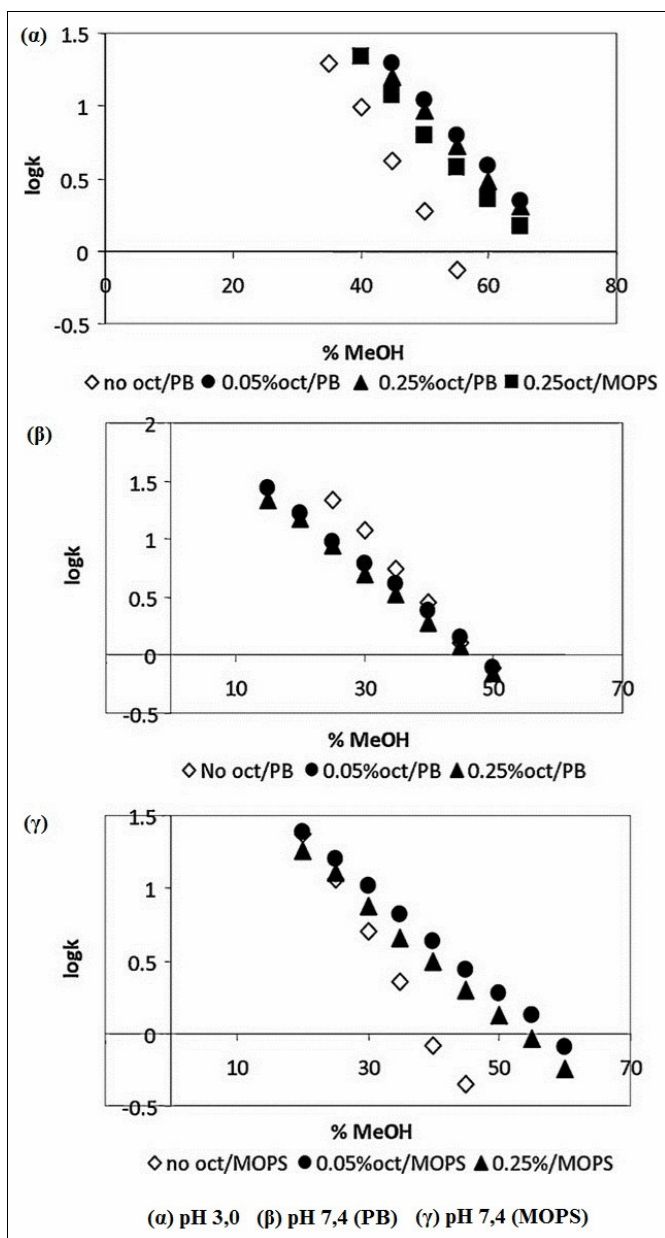 (α)
1.5
1
0.5
0
-0.5
logk
0 20 40 60 80
% MeOH
◇ no oct/PB ● 0.05%oct/PB ▲ 0.25%oct/PB ■ 0.25oct/MOPS
(β)
2
1.5
1
0.5
0
-0.5
logk
10 30 50 70
% MeOH
◇ No oct/PB ● 0.05%oct/PB ▲ 0.25%oct/PB
(γ)
1.5
1
0.5
0
-0.5
logk
10 30 50 70
% MeOH
◇ no oct/MOPS ● 0.05%oct/MOPS ▲ 0.25%/MOPS
(α) pH 3,0 (β) pH 7,4 (PB) (γ) pH 7,4 (MOPS)